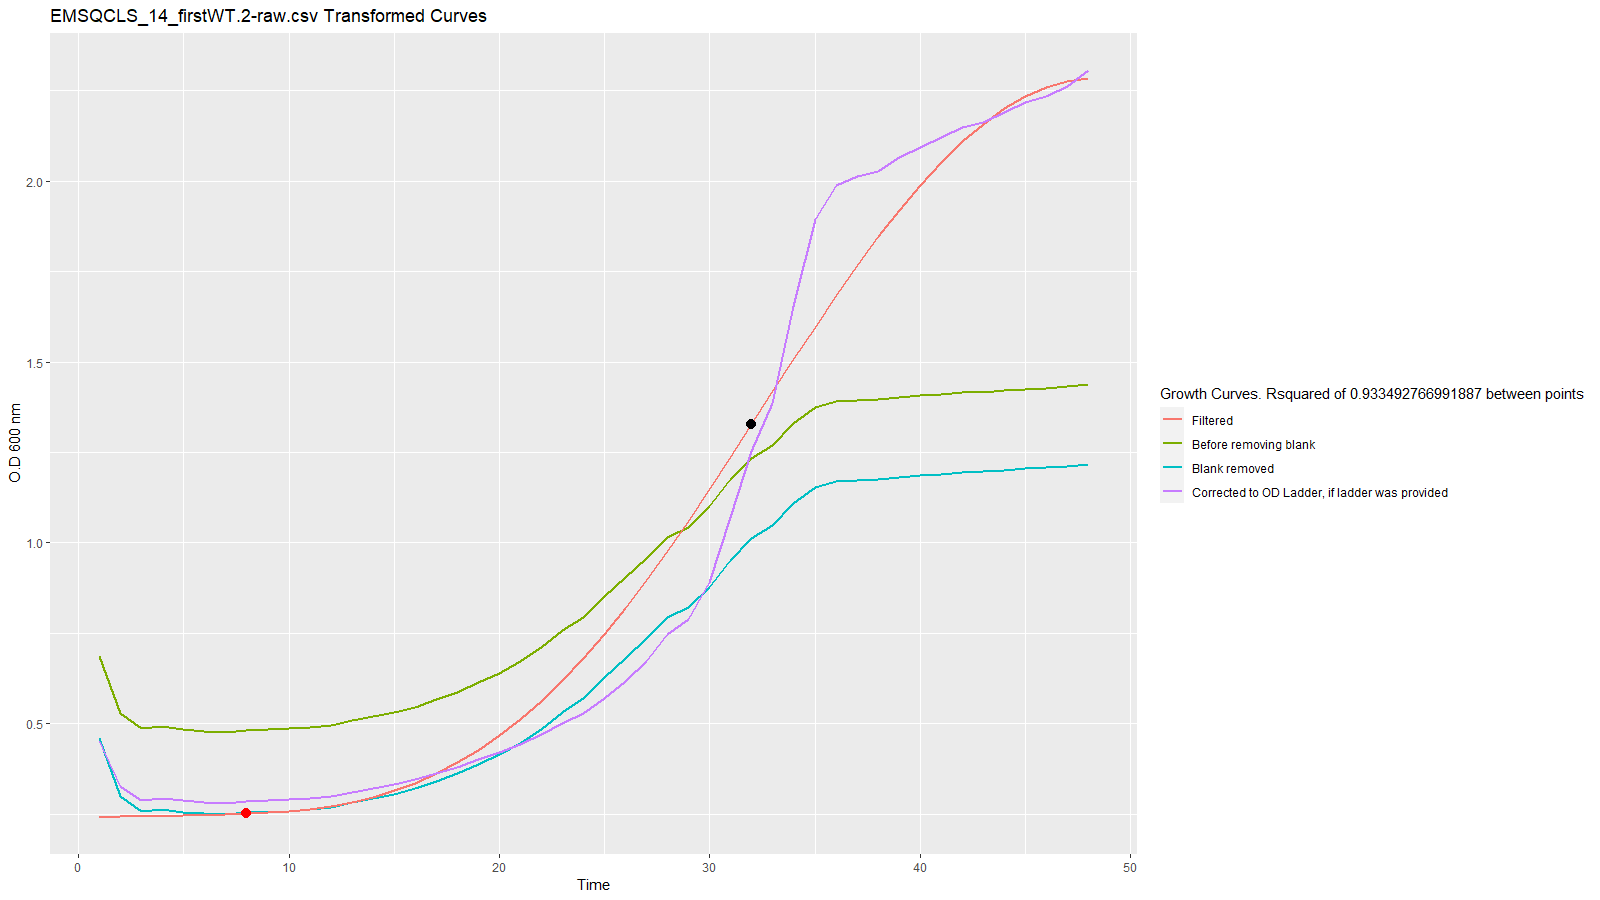 EMSQCLS_14_firstWT.2-raw.csv Transformed Curves
O.D 600 nm
2.0
1.5
1.0
0.5
0 10 20 30 40 50
Time
Growth Curves. Rsquared of 0.933492766991887 between points
Filtered
Before removing blank
Blank removed
Corrected to OD Ladder, if ladder was provided